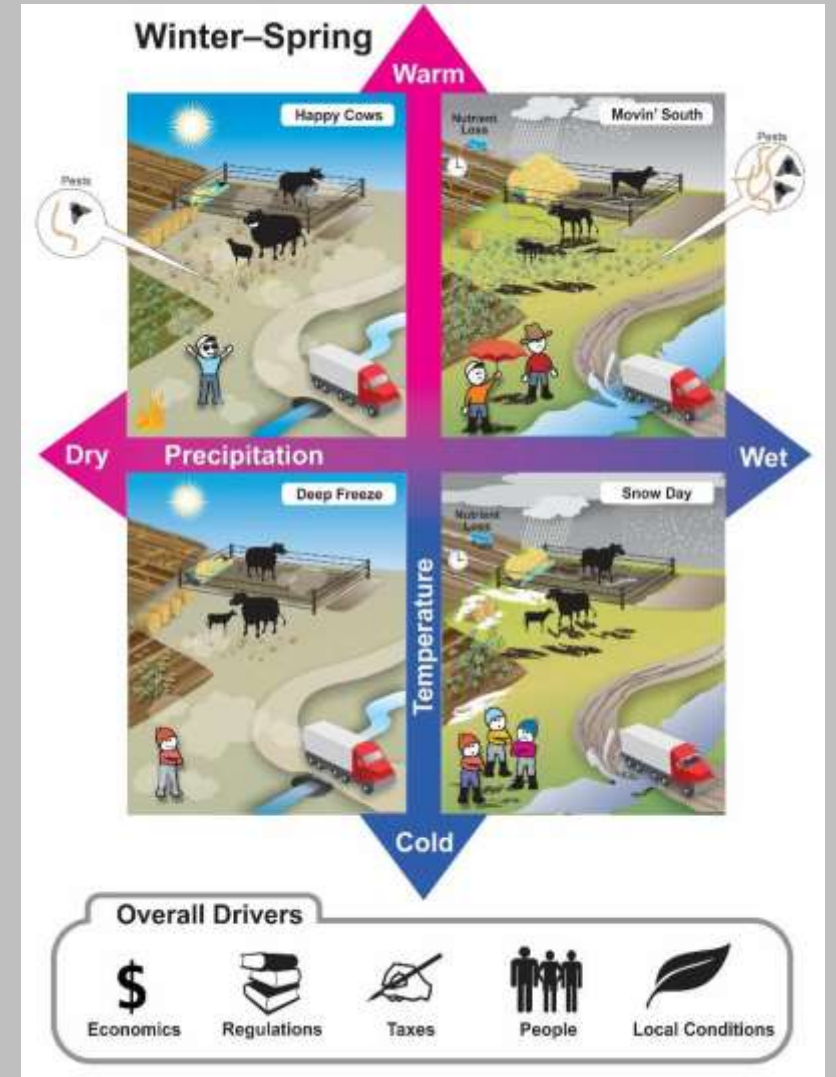 Winter–Spring
Warm
Happy Cows
Nutrient
Loss
Movin' South
Pests
Pests
Dry
Precipitation
Wet
Deep Freeze
Nutrient
Loss
Snow Day
Temperature
Cold
Overall Drivers
$
Economics
Regulations
Taxes
People
Local Conditions